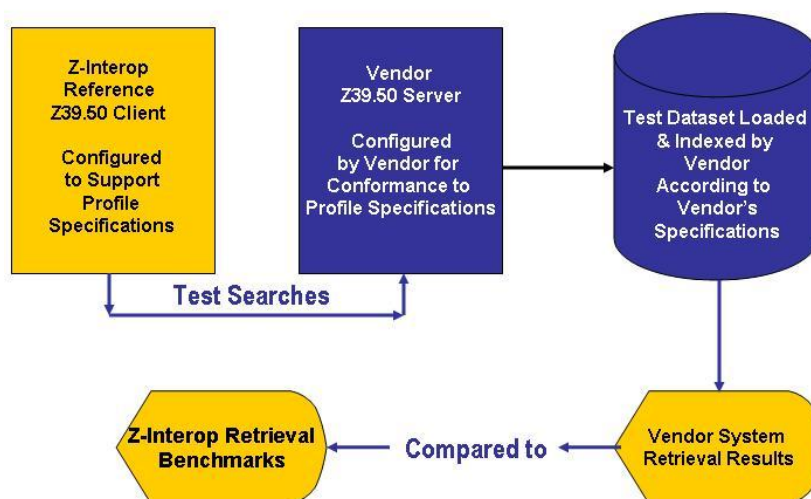 Z-Interop
Reference
Z39.50 Client
Configured
to Support
Profile
Specifications
Vendor
Z39.50 Server
Configured
by Vendor for
Conformance to
Profile Specifications
Test Dataset Loaded
& Indexed by
Vendor
According to
Vendor's
Specifications
Test Searches
Z-Interop Retrieval
Benchmarks
Compared to
Vendor System
Retrieval Results